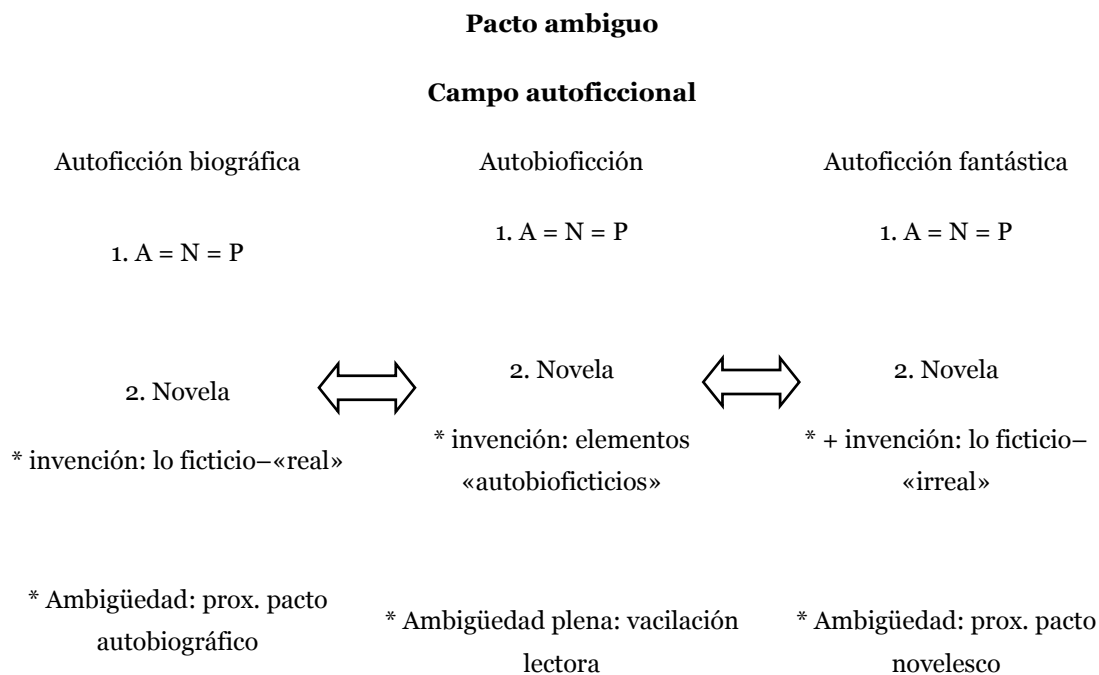 Pacto ambiguo
Campo autoficcional
Autoficción biográfica
Autobioficción
Autoficción fantástica
1. A = N = P
1. A = N = P
1. A = N = P
2. Novela
2. Novela
2. Novela
* invención: lo ficticio–«real»
* invención: elementos
«autobioficticios»
* + invención: lo ficticio–
«irreal»
* Ambigüedad: prox. pacto
autobiográfico
* Ambigüedad plena: vacilación
lectora
* Ambigüedad: prox. pacto
novelesco